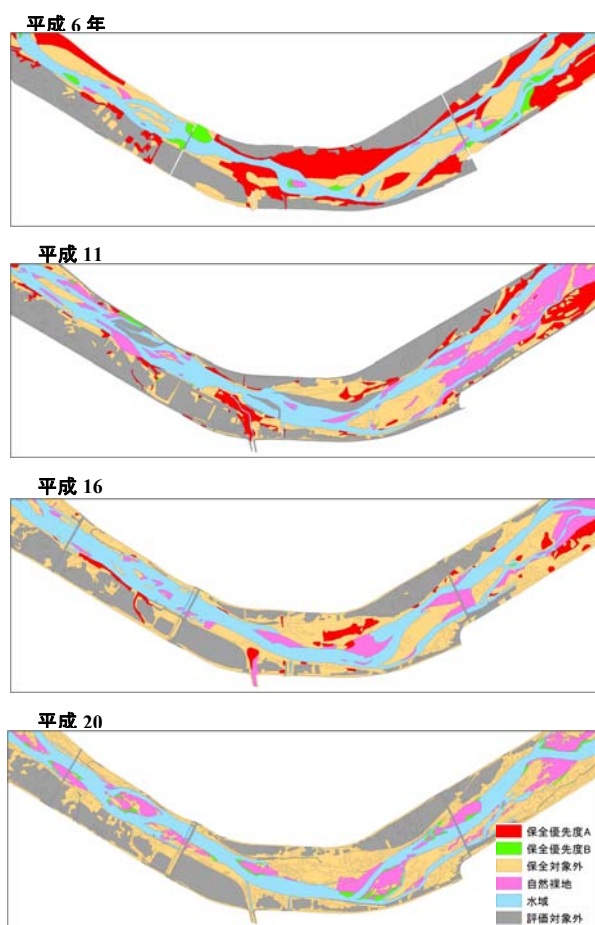 平成 6 年
平成 11
平成 16
平成 20
保全優先度A
保全優先度B
保全対象外
自然裸地
水域
評価対象外